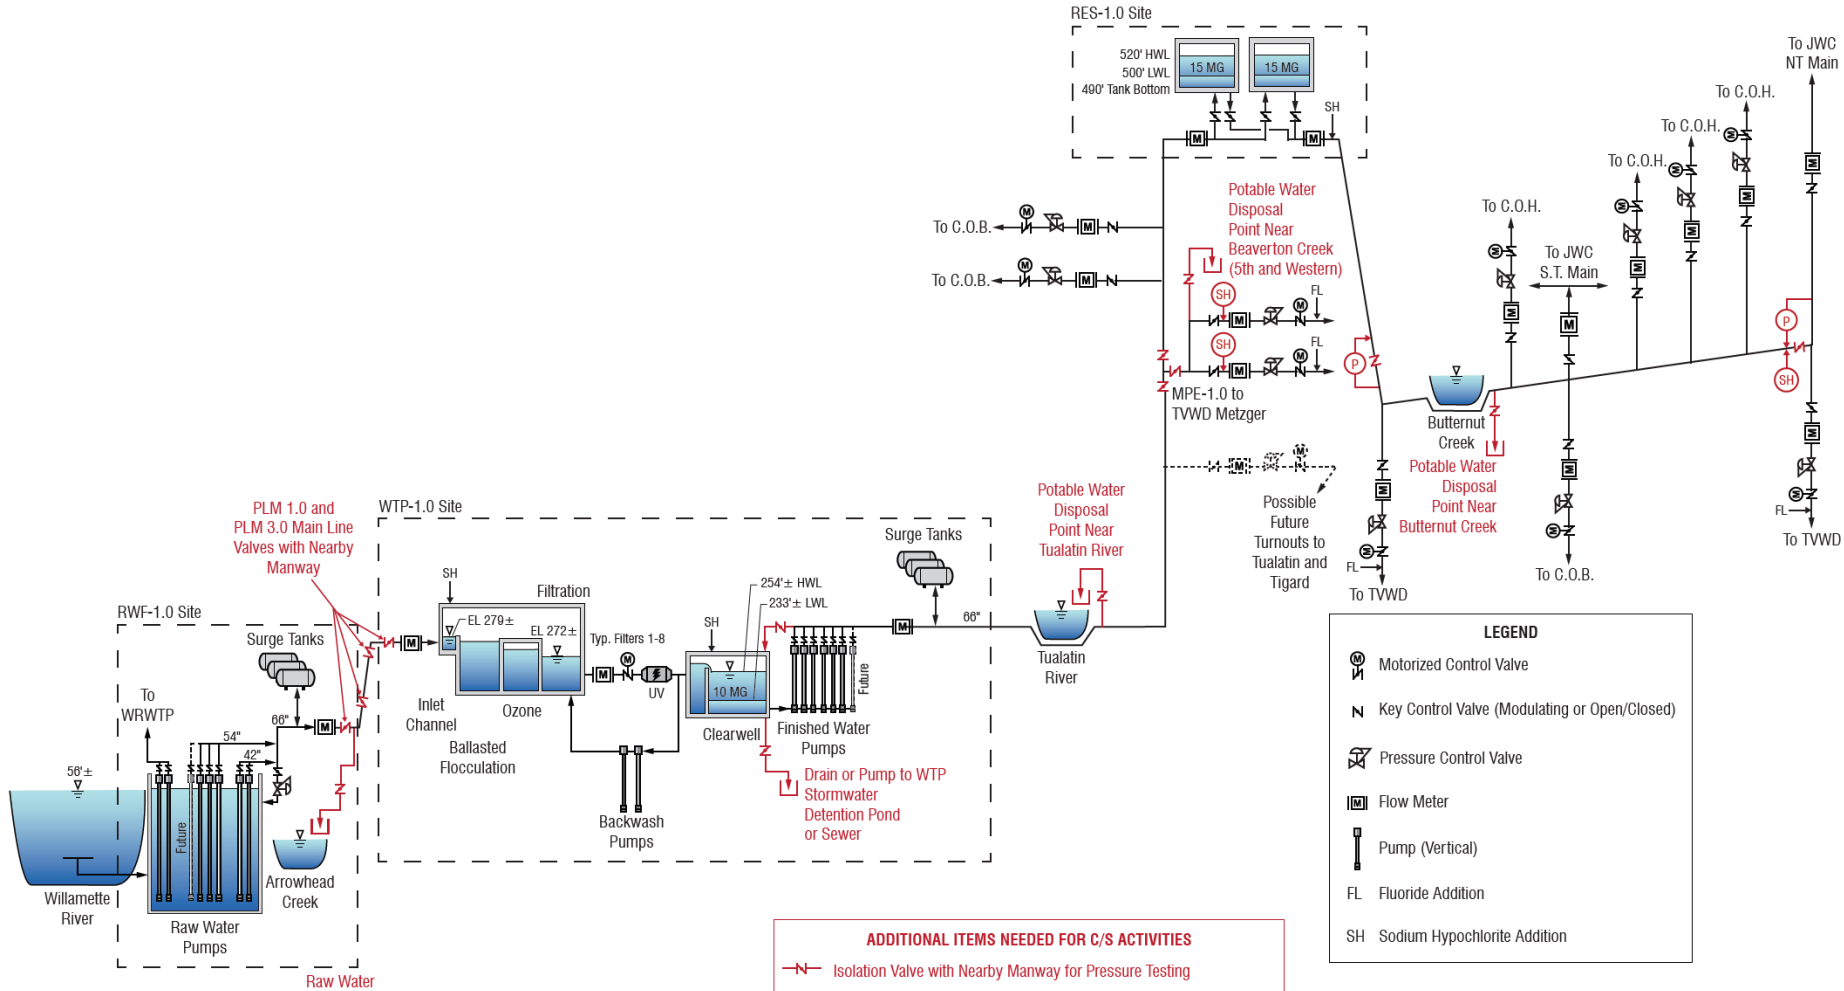 RES-1.0 Site
520' HWL
500' LWL
490' Tank Bottom
15 MG
15 MG
SH
M
M
To JWC
NT Main
To C.O.H.
To C.O.H.
To C.O.H.
To C.O.H.
To JWC
S.T. Main
To C.O.B.
To C.O.B.
Potable Water
Disposal
Point Near
Beaverton Creek
(5th and Western)
SH
FL
SH
FL
MPE-1.0 to
TVWD Metzger
P
P
SH
Butternut
Creek
Potable Water
Disposal
Point Near
Butternut Creek
Possible
Future
Turnouts to
Tualatin and
Tigard
FL
To TVWD
To C.O.B.
FL
To TVWD
PLM 1.0 and
PLM 3.0 Main Line
Valves with Nearby
Manway
RWF-1.0 Site
Surge Tanks
To
WRWTP
66"
54"
42"
M
56'±
Future
Willamette
River
Raw Water
Pumps
Arrowhead
Creek
Raw Water
WTP-1.0 Site
SH
Filtration
EL 279±
EL 272±
Typ. Filters 1-8
M
M
UV
Inlet
Channel
Ozone
Ballasted
Flocculation
Backwash
Pumps
SH
254'± HWL
233'± LWL
10 MG
Clearwell
Future
Finished Water
Pumps
Drain or Pump to WTP
Stormwater
Detention Pond
or Sewer
Surge Tanks
M
66"
Potable Water
Disposal
Point Near
Tualatin River
Tualatin
River
LEGEND
M
Motorized Control Valve
Key Control Valve (Modulating or Open/Closed)
Pressure Control Valve
M
Flow Meter
Pump (Vertical)
FL Fluoride Addition
SH Sodium Hypochlorite Addition
ADDITIONAL ITEMS NEEDED FOR C/S ACTIVITIES
Isolation Valve with Nearby Manway for Pressure Testing